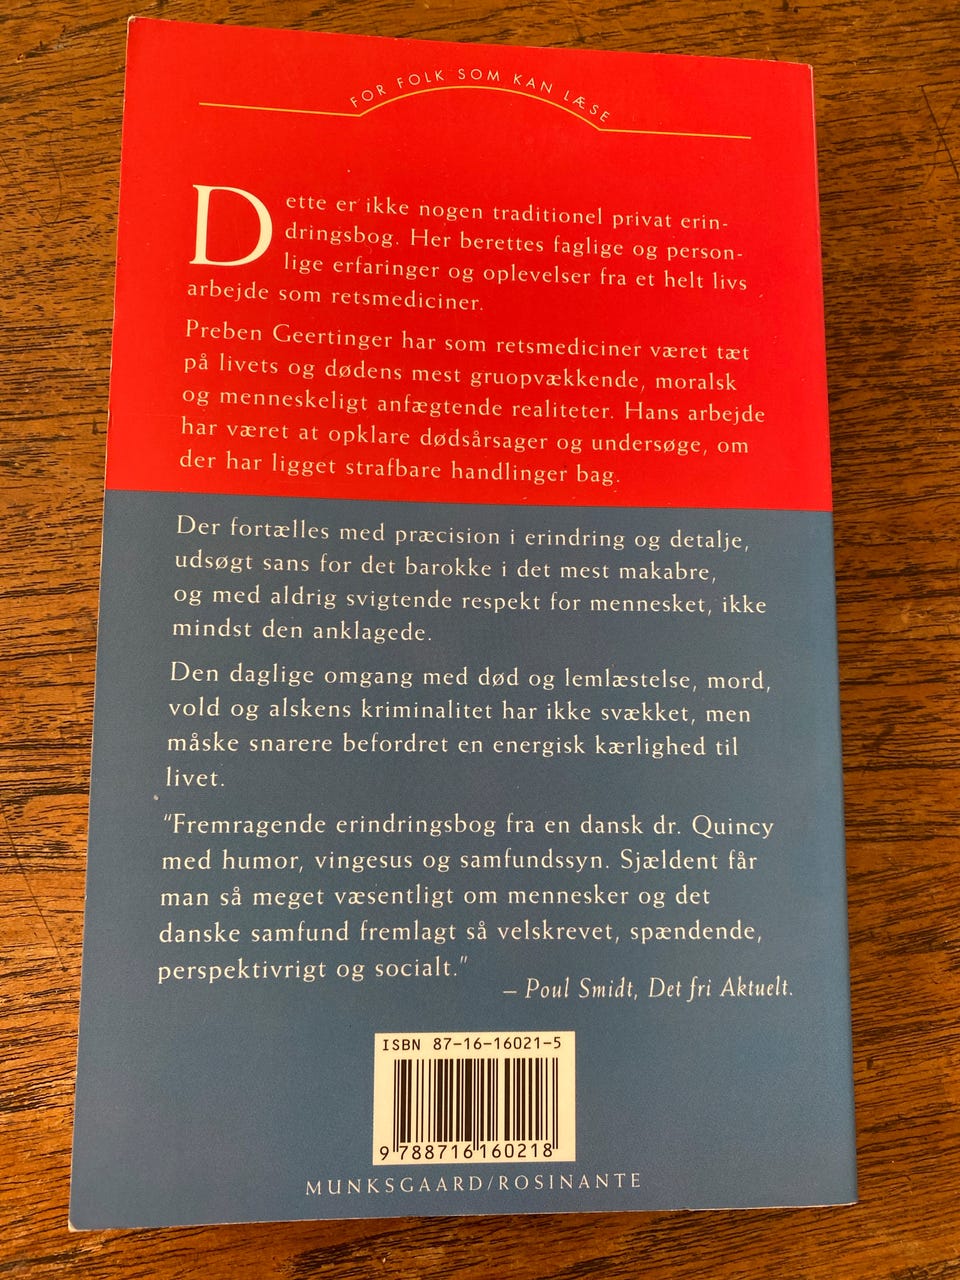 FOR FOLK SOM KAN LÆSE
Dette er ikke nogen traditionel privat erin-
dringsbog. Her berettes faglige og person-
lige erfaringer og oplevelser fra et helt livs
arbejde som retsmediciner.
Preben Geertinger har som retsmediciner været tæt
på livets og dødens mest gruopvækkende, moralsk
og menneskeligt anfægtende realiteter. Hans arbejde
har været at opklare dødsårsager og undersøge, om
der har ligget strafbare handlinger bag.
Der fortælles med præcision i erindring og detalje,
udsøgt sans for det barokke i det mest makabre,
og med aldrig svigtende respekt for mennesket, ikke
mindst den anklagede.
Den daglige omgang med død og lemlæstelse, mord,
vold og alskens kriminalitet har ikke svækket, men
måske snarere befordret en energisk kærlighed til
livet.
"Fremragende erindringsbog fra en dansk dr. Quincy
med humor, vingesus og samfundssyn. Sjældent får
man så meget væsentligt om mennesker og det
danske samfund fremlagt så velskrevet, spændende,
perspektivrigt og socialt."
– Poul Smidt, Det fri Aktuelt.
ISBN 87-16-16021-5
9 788716 160218
MUNKSGAARD/ROSINANTE